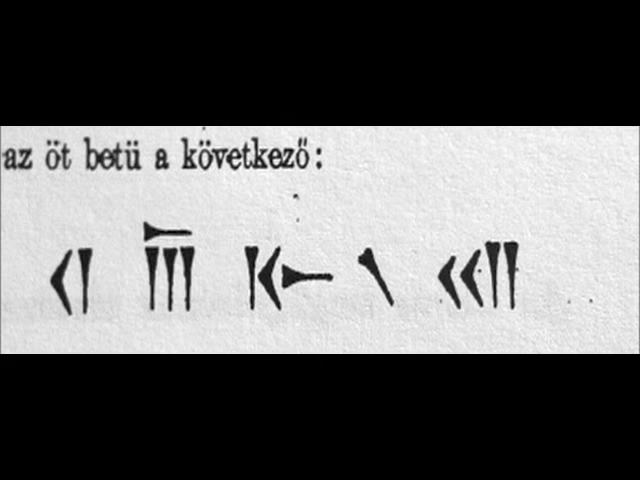 az öt betü a következő:
𐎠 𐎹 𐏐 𐎧